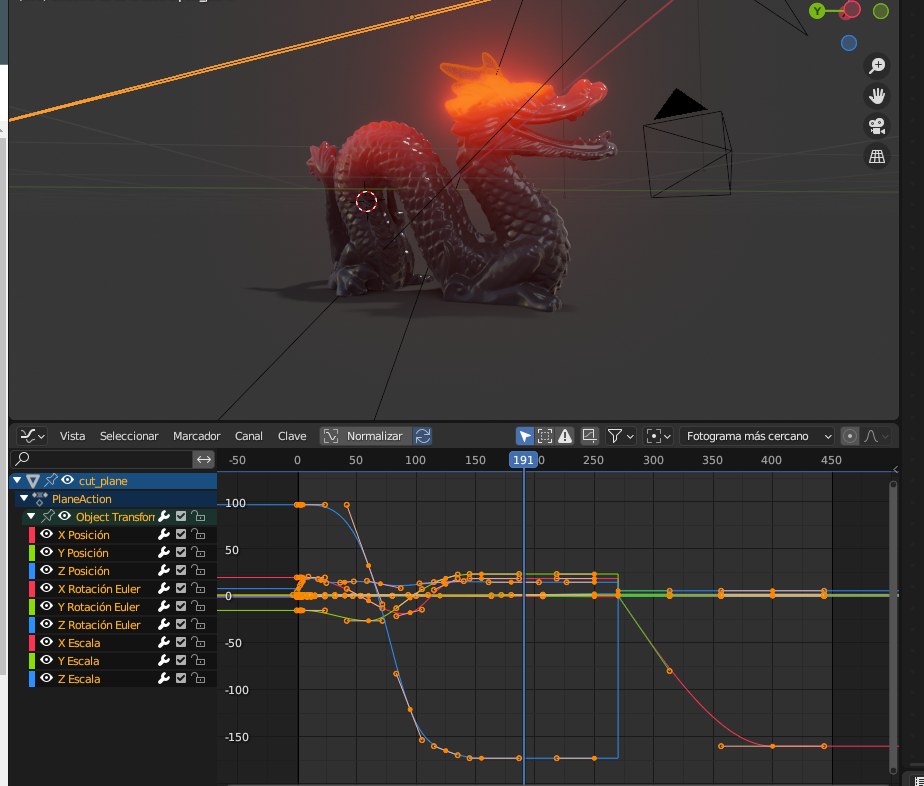 Y
Vista Seleccionar Marcador Canal Clave Normalizar Fotograma más cercano
-50 0 50 100 150 191 0 250 300 350 400 450
cut_plane
PlaneAction
Object Transfor
X Posición
Y Posición
Z Posición
X Rotación Euler
Y Rotación Euler
Z Rotación Euler
X Escala
Y Escala
Z Escala
100
50
0
-50
-100
-150